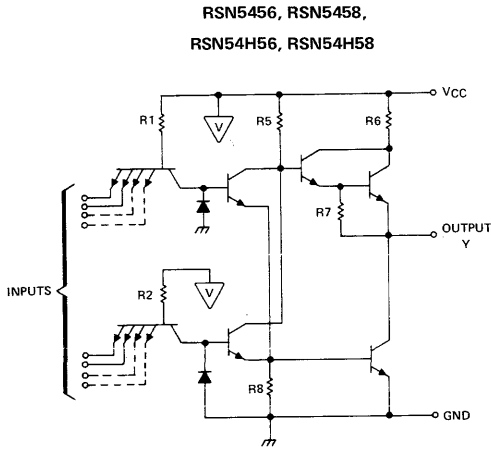 RSN5456, RSN5458,
RSN54H56, RSN54H58
VCC
R1
V
R5
R6
R7
OUTPUT
Y
INPUTS
R2
V
R8
GND